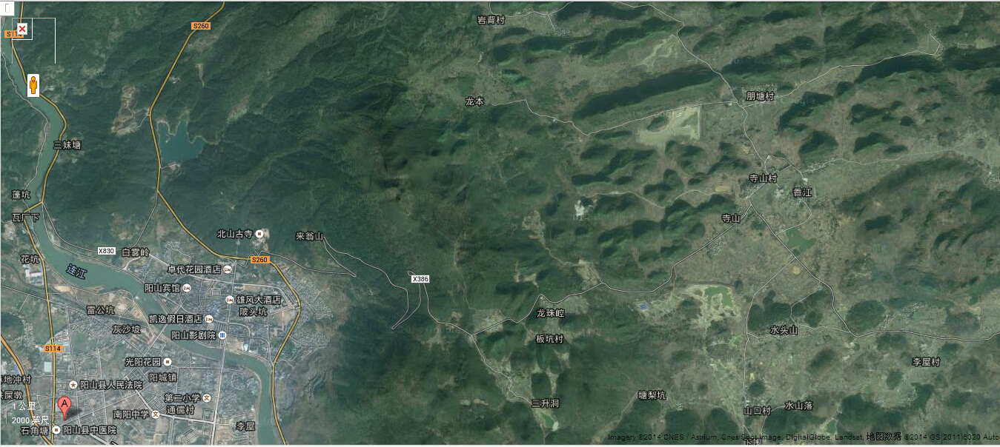 岩背村
S260
S114
朋塘村
龙本
三妹塘
寺山村
香江
蓬坑
瓦厂下
寺山
北山古寺
来翁山
X830
白雾岭
花坑
S260
连江
卓代花园酒店
X386
阳山宾馆
雄风大酒店
雷公坑
陂头坑
龙珠崆
凯逸假日酒店
灰沙坡
水头山
阳山影剧院
板坑村
S114
光阳花园
李屋村
阳城镇
地冲村
阳山县人民法院
塘梨坑
第二小学
A
三升洞
1 公里
通儒村
水山落
南阳中学
山口村
2000 英尺
李屋
石角塘
阳山县中医院
Imagery ©2014 CNES / Astrium, Cnes Spot Image, DigitalGlobe, Landsat, 地图数据 ©2014 GS(2011)6020 Auto